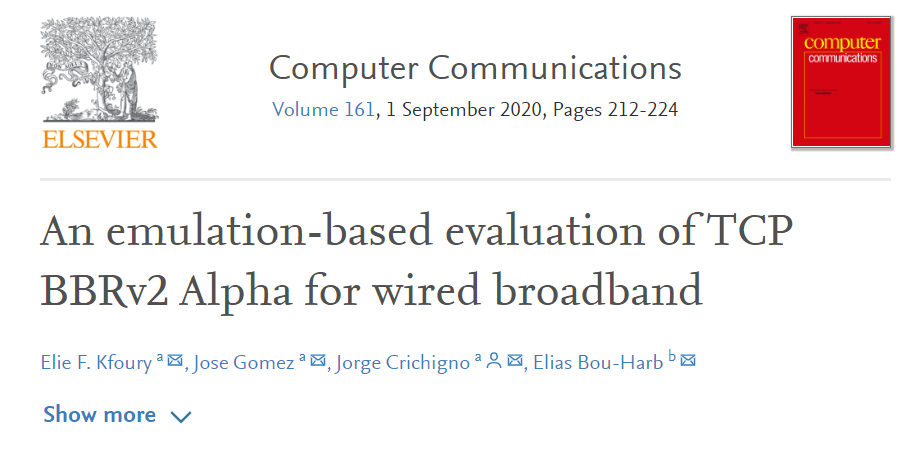 ELSEVIER
Computer Communications
Volume 161, 1 September 2020, Pages 212-224
computer
communications
An emulation-based evaluation of TCP
BBRv2 Alpha for wired broadband
Elie F. Kfoury a, Jose Gomez a, Jorge Crichigno a, Elias Bou-Harb b
Show more